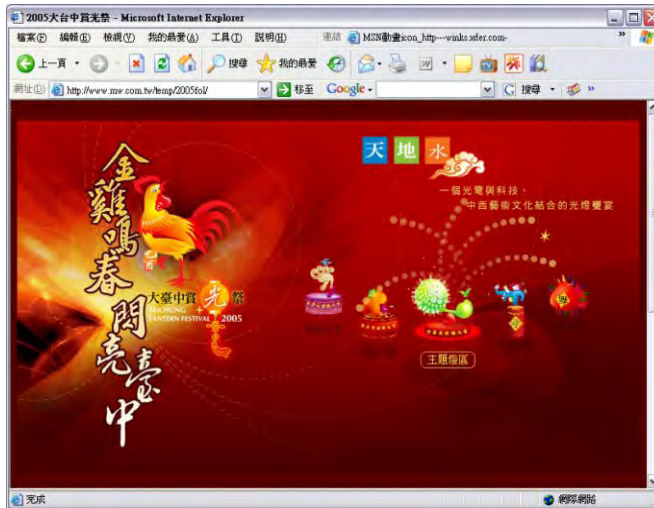 2005大台中賞光祭 - Microsoft Internet Explorer
檔案(F) 編輯(E) 檢視(V) 我的最愛(A) 工具(T) 說明(H) 連結 MSN動畫icon_http---winks.xifer.com- »
上一頁 搜尋 我的最愛
網址(D) http://www.mw.com.tw/temp/2005fol/ 移至 Google 搜尋 »
金雞鳴春 閃亮臺中
大臺中賞光祭
TAICHUNG
LANTERN FESTIVAL 2005
天地水
一個光電與科技、
中西藝術文化結合的光燈饗宴
主題燈區
完成 網際網路